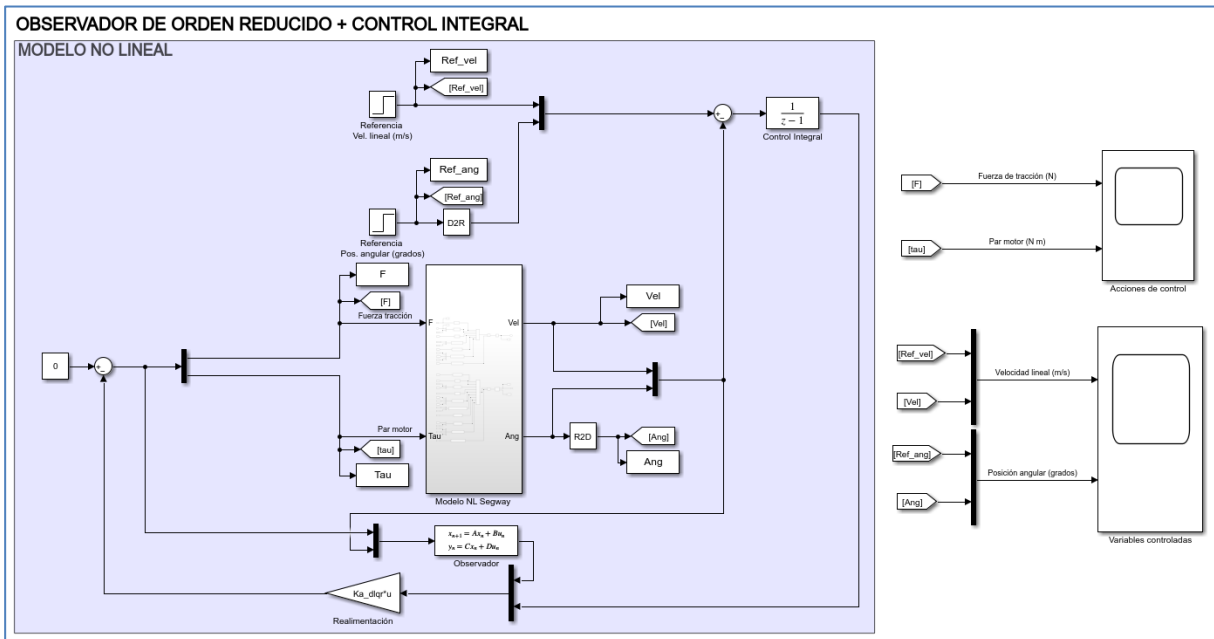 OBSERVADOR DE ORDEN REDUCIDO + CONTROL INTEGRAL
MODELO NO LINEAL
Ref_vel
[Ref_vel]
Referencia
Vel. lineal (m/s)
+
-
1
z − 1
Control Integral
Ref_ang
[Ref_ang]
D2R
Referencia
Pos. angular (grados)
F
[F]
Fuerza tracción
F
Vel
Vel
[Vel]
0
+
-
Par motor
Tau
Ang
[tau]
Tau
R2D
[Ang]
Ang
Modelo NL Segway
xn+1 = Axn + Bun
yn = Cxn + Dun
Observador
Ka_dlqr*u
Realimentación
[F]
Fuerza de tracción (N)
[tau]
Par motor (N m)
Acciones de control
[Ref_vel]
Velocidad lineal (m/s)
[Vel]
[Ref_ang]
Posición angular (grados)
[Ang]
Variables controladas